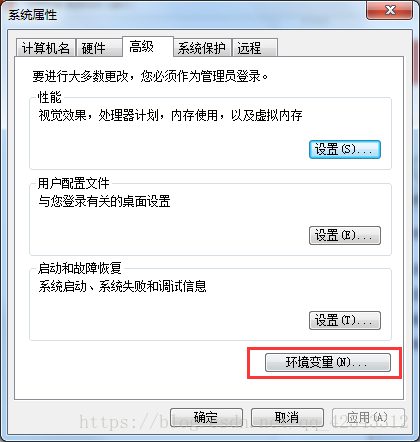 系统属性
计算机名 硬件 高级 系统保护 远程
要进行大多数更改，您必须作为管理员登录。
性能
视觉效果，处理器计划，内存使用，以及虚拟内存
设置(S)...
用户配置文件
与您登录有关的桌面设置
设置(E)...
启动和故障恢复
系统启动、系统失败和调试信息
设置(T)...
环境变量(N)...
确定 取消 应用(A)